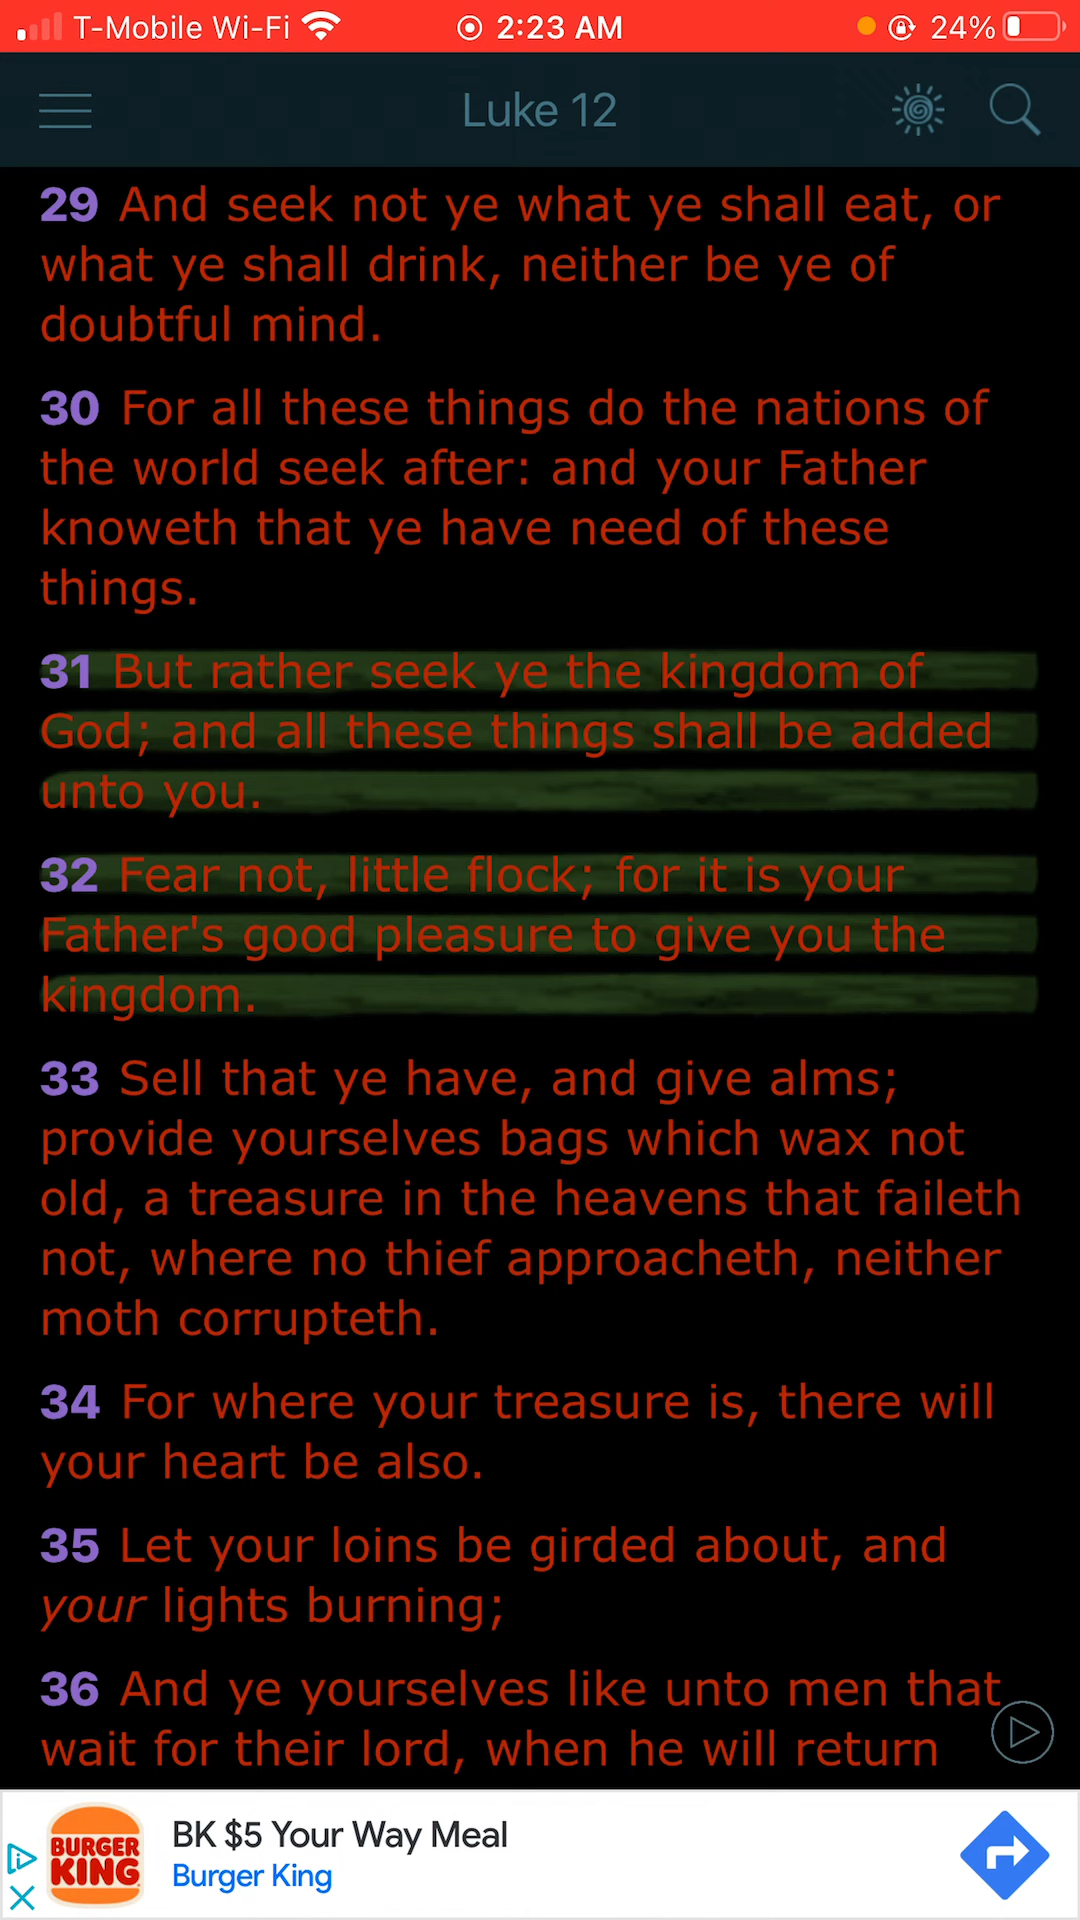 T-Mobile Wi-Fi 2:23 AM 24%
Luke 12
29 And seek not ye what ye shall eat, or
what ye shall drink, neither be ye of
doubtful mind.
30 For all these things do the nations of
the world seek after: and your Father
knoweth that ye have need of these
things.
31 But rather seek ye the kingdom of
God; and all these things shall be added
unto you.
32 Fear not, little flock; for it is your
Father's good pleasure to give you the
kingdom.
33 Sell that ye have, and give alms;
provide yourselves bags which wax not
old, a treasure in the heavens that faileth
not, where no thief approacheth, neither
moth corrupteth.
34 For where your treasure is, there will
your heart be also.
35 Let your loins be girded about, and
your lights burning;
36 And ye yourselves like unto men that
wait for their lord, when he will return
BURGER
KING
BK $5 Your Way Meal
Burger King